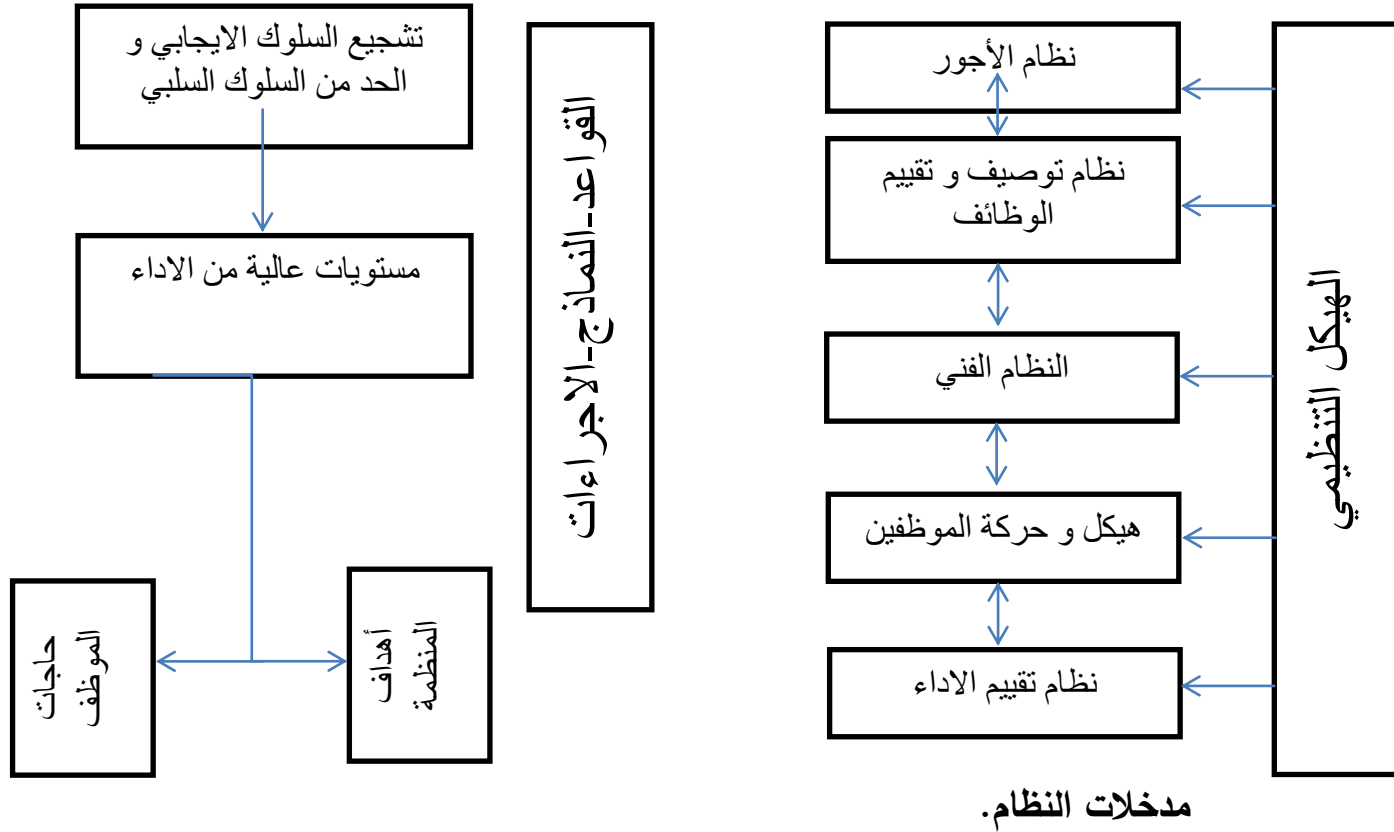 الهيكل التنظيمي
نظام الأجور
نظام توصيف و تقييم
الوظائف
النظام الفني
هيكل و حركة الموظفين
نظام تقييم الاداء
مدخلات النظام.
القواعد-النماذج-الاجراءات
تشجيع السلوك الايجابي و
الحد من السلوك السلبي
مستويات عالية من الاداء
أهداف
المنظمة
حاجات
الموظف